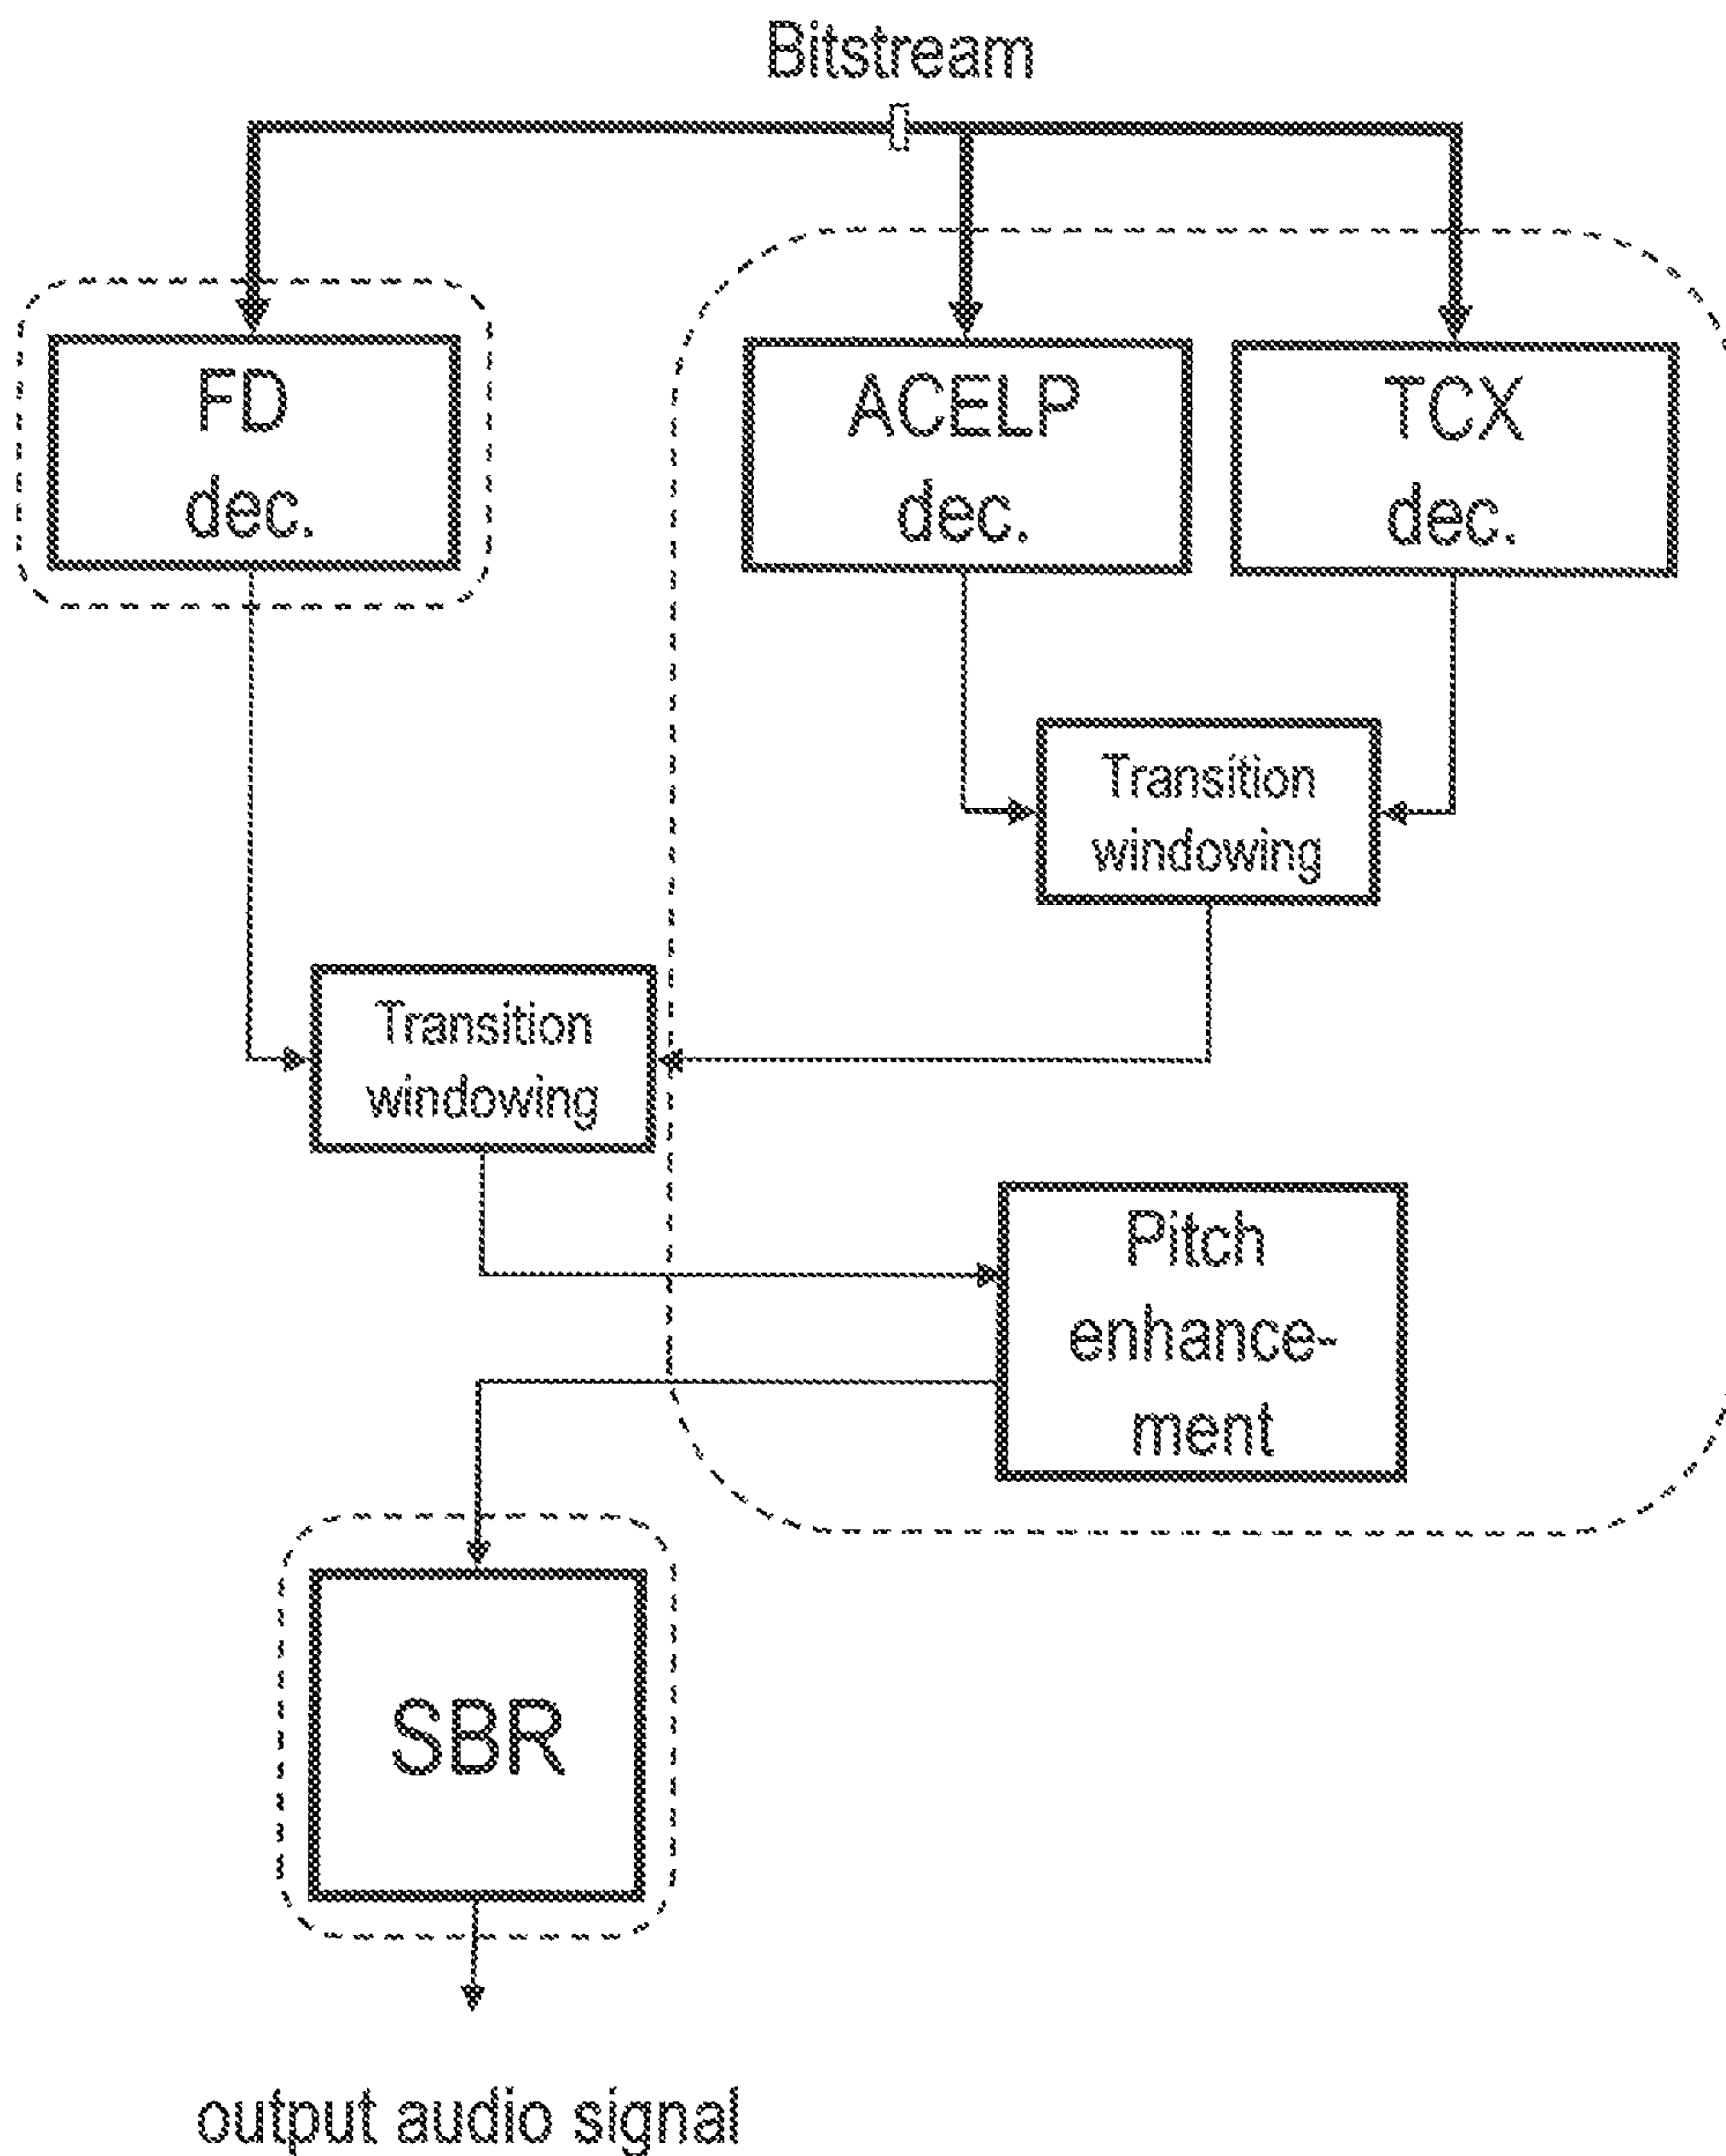 Bitstream
FD
dec.
ACELP
dec.
TCX
dec.
Transition
windowing
Transition
windowing
Pitch
enhance-
ment
SBR
output audio signal